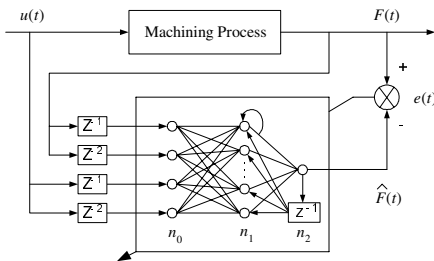 u(t)
Machining Process
F(t)
+
e(t)
-
F̂(t)
Z⁻¹
Z⁻²
Z⁻¹
Z⁻²
Z⁻¹
n₀
n₁
n₂